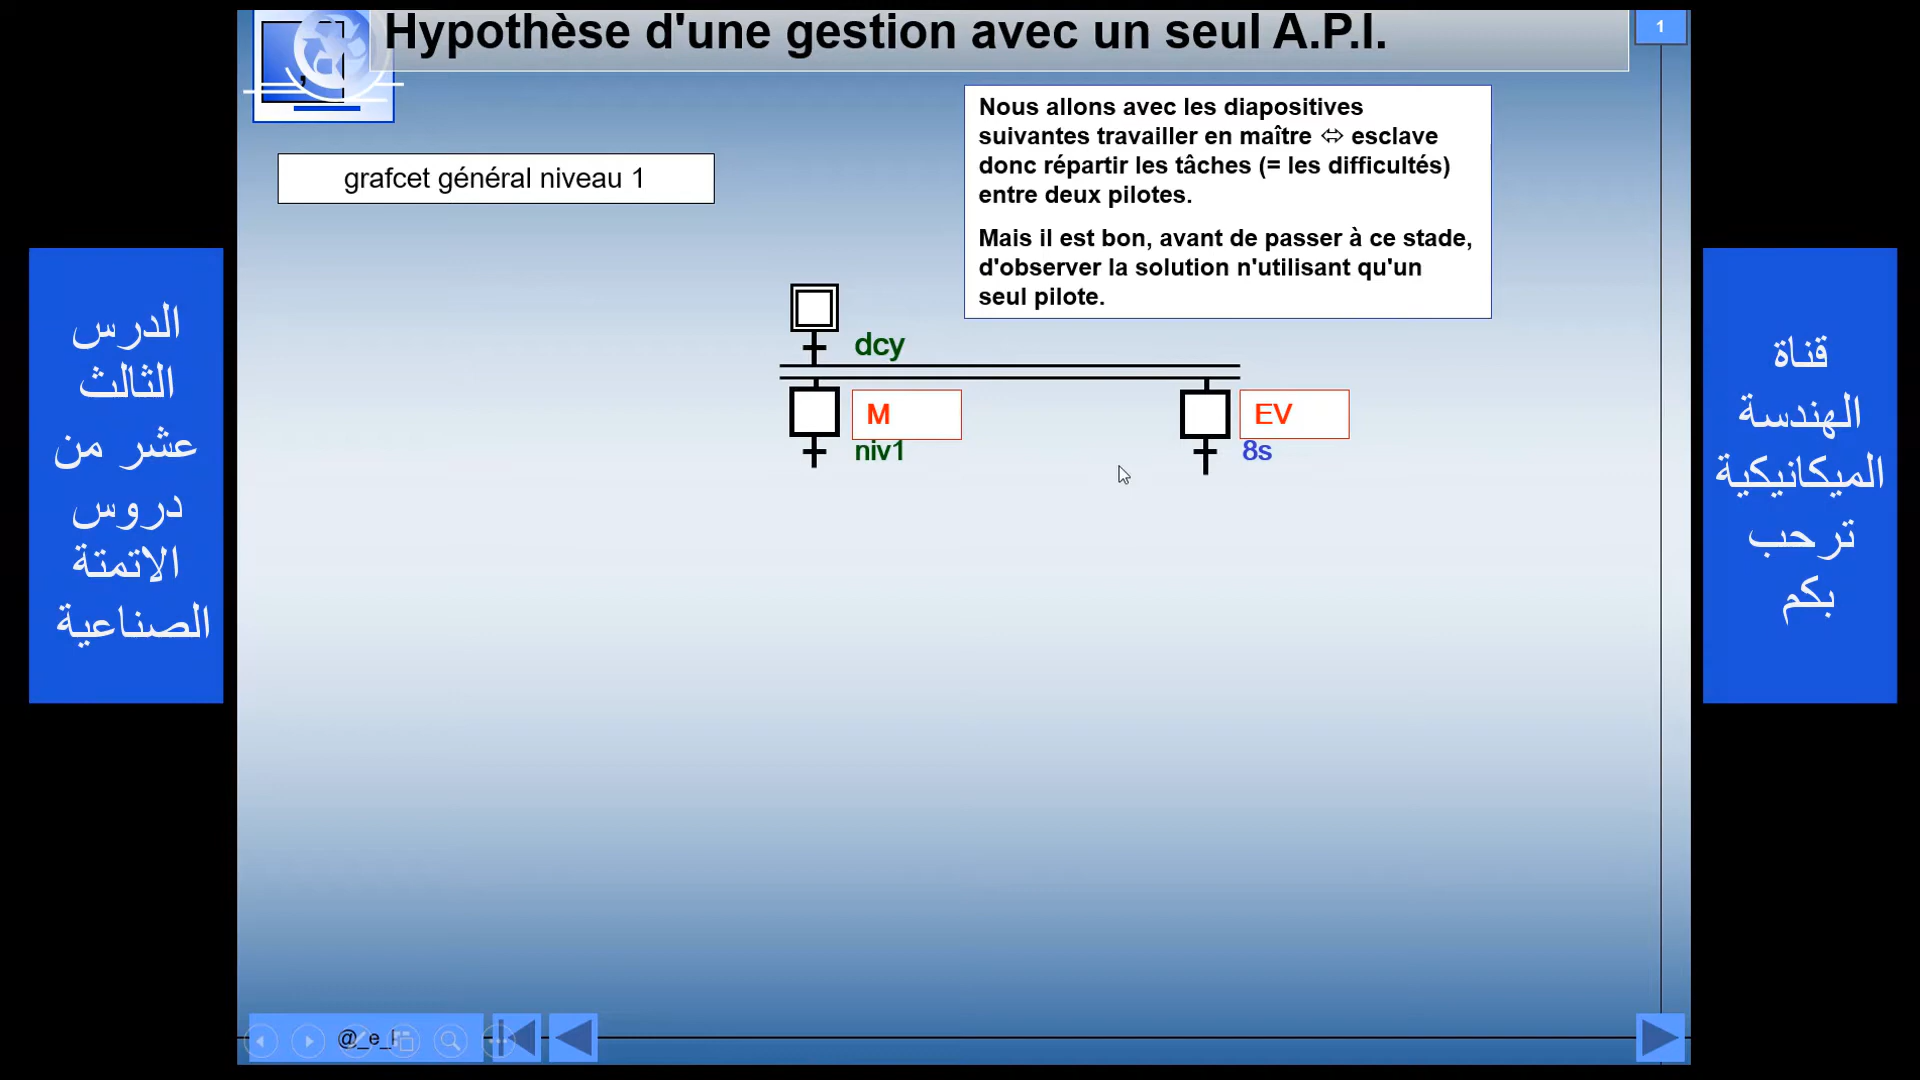 Hypothèse d'une gestion avec un seul A.P.I.
1
Nous allons avec les diapositives
suivantes travailler en maître ⇔ esclave
donc répartir les tâches (= les difficultés)
entre deux pilotes.
Mais il est bon, avant de passer à ce stade,
d'observer la solution n'utilisant qu'un
seul pilote.
grafcet général niveau 1
dcy
M
niv1
EV
8s
الدرس
الثالث
عشر من
دروس
الاتمتة
الصناعية
قناة
الهندسة
الميكانيكية
ترحب
بكم